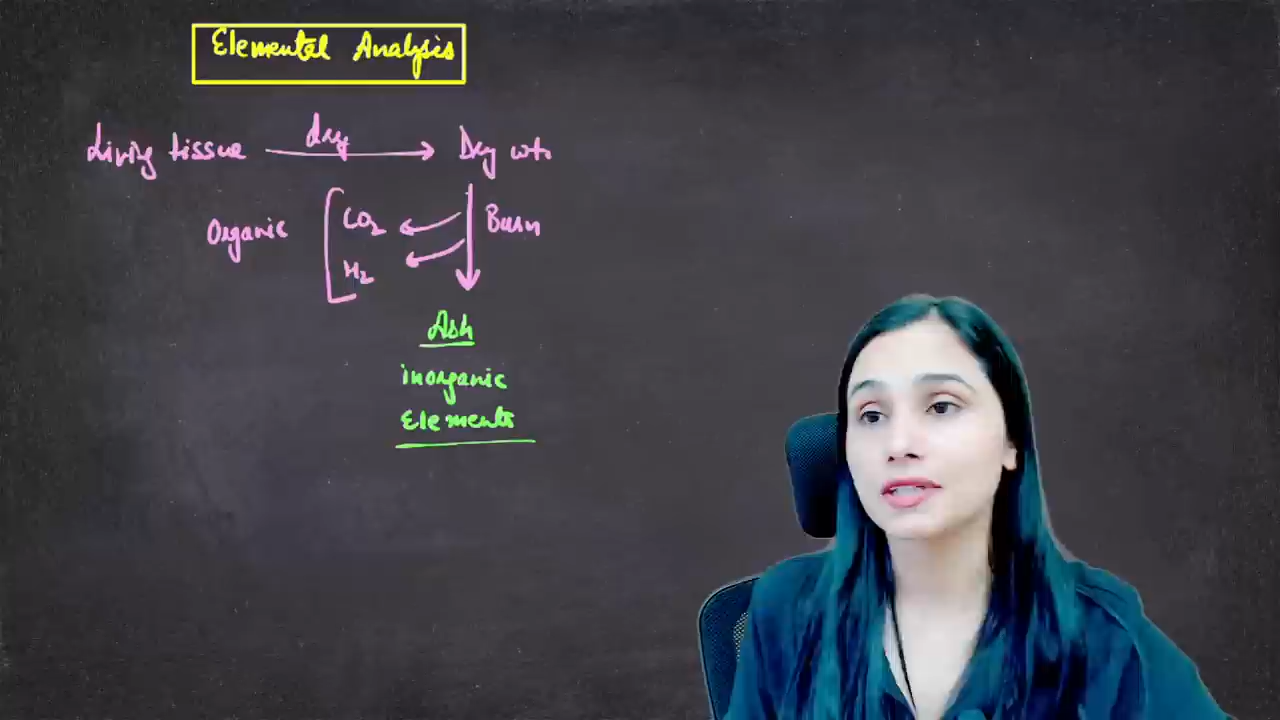 Elemental Analysis
Living tissue dry Dry wt.
Organic CO2 Burn
H2
Ash
inorganic
Elements